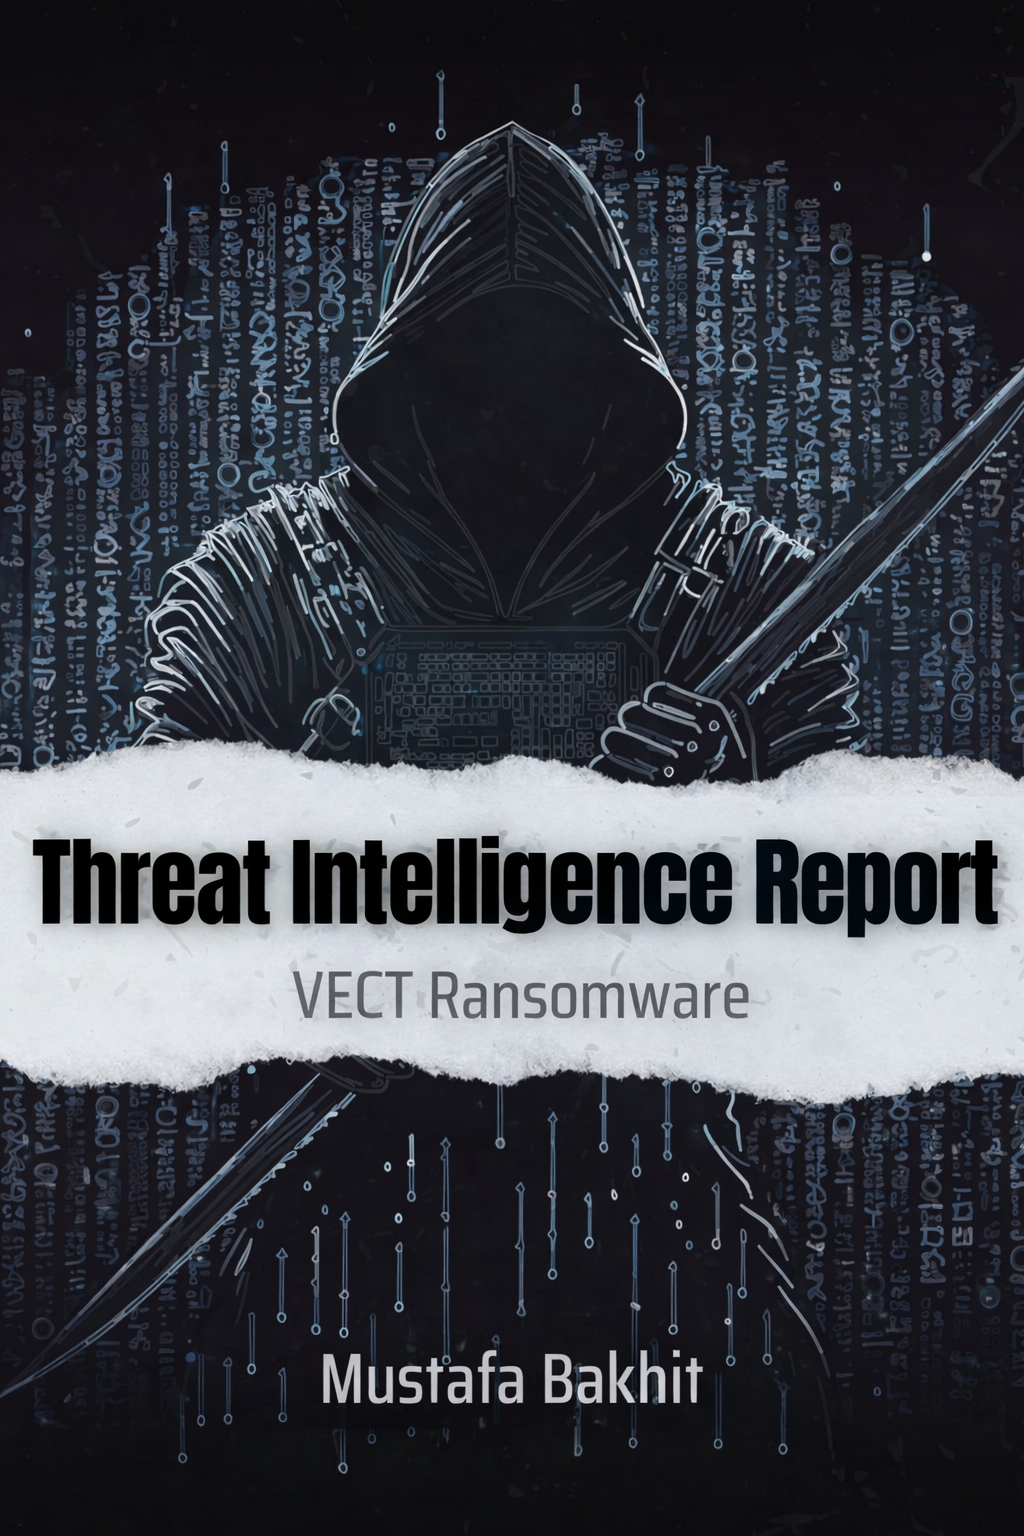 Threat Intelligence Report
VECT Ransomware
Mustafa Bakhit